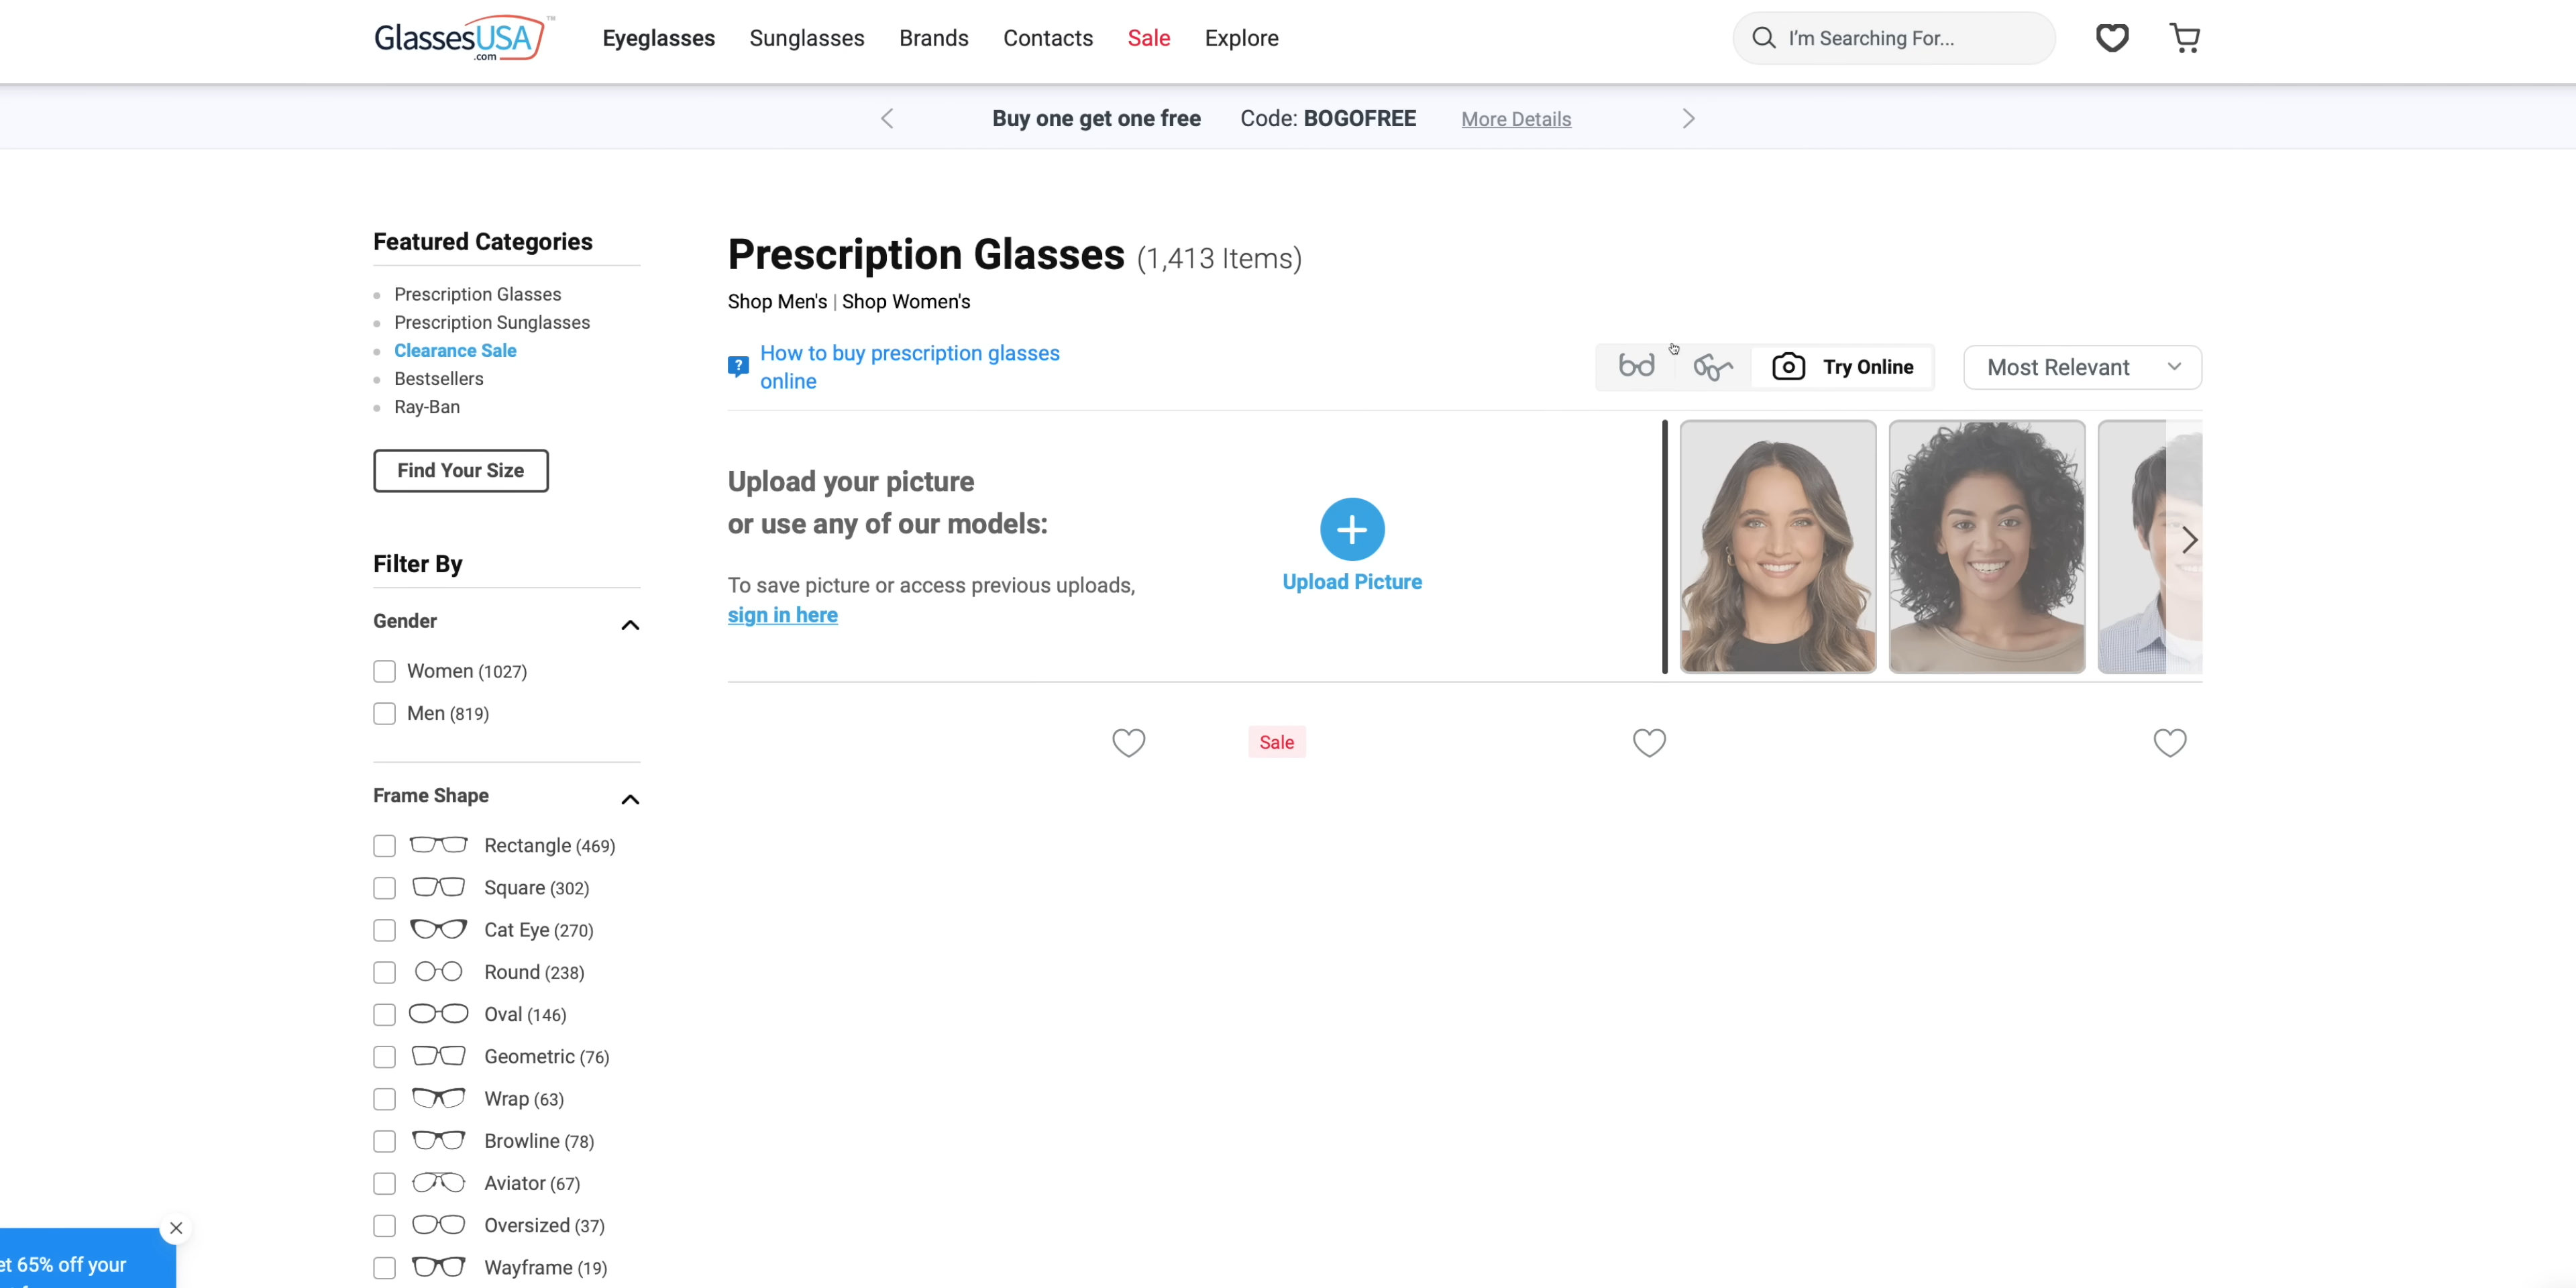 GlassesUSA™
.com
Eyeglasses
Sunglasses
Brands
Contacts
Sale
Explore
I'm Searching For...
Buy one get one free Code: BOGOFREE More Details
Featured Categories
Prescription Glasses
Prescription Sunglasses
Clearance Sale
Bestsellers
Ray-Ban
Find Your Size
Filter By
Gender
Women (1027)
Men (819)
Frame Shape
Rectangle (469)
Square (302)
Cat Eye (270)
Round (238)
Oval (146)
Geometric (76)
Wrap (63)
Browline (78)
Aviator (67)
Oversized (37)
Wayframe (19)
Prescription Glasses (1,413 Items)
Shop Men's | Shop Women's
? How to buy prescription glasses
online
Try Online
Most Relevant
Upload your picture
or use any of our models:
To save picture or access previous uploads,
sign in here
Upload Picture
Sale
et 65% off your